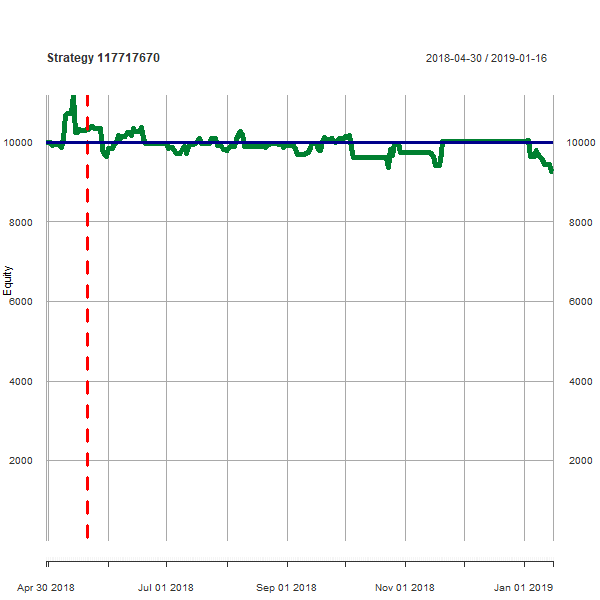 Strategy 117717670
2018-04-30 / 2019-01-16
10000
10000
8000
8000
Equity
6000
6000
4000
4000
2000
2000
Apr 30 2018
Jul 01 2018
Sep 01 2018
Nov 01 2018
Jan 01 2019